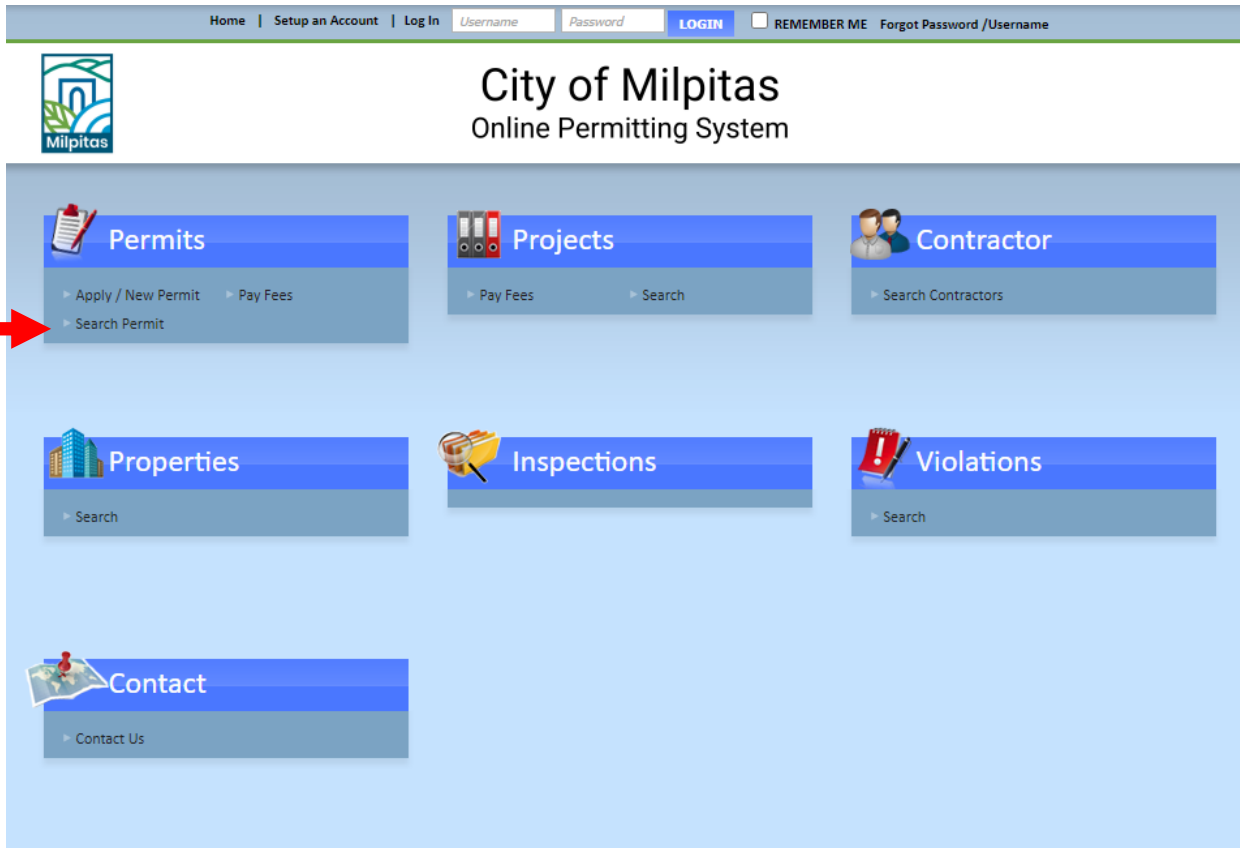 Home | Setup an Account | Log In Username Password LOGIN REMEMBER ME Forgot Password /Username
Milpitas
City of Milpitas
Online Permitting System
Permits
Apply / New Permit Pay Fees
Search Permit
Projects
Pay Fees Search
Contractor
Search Contractors
Properties
Search
Inspections
Violations
Search
Contact
Contact Us